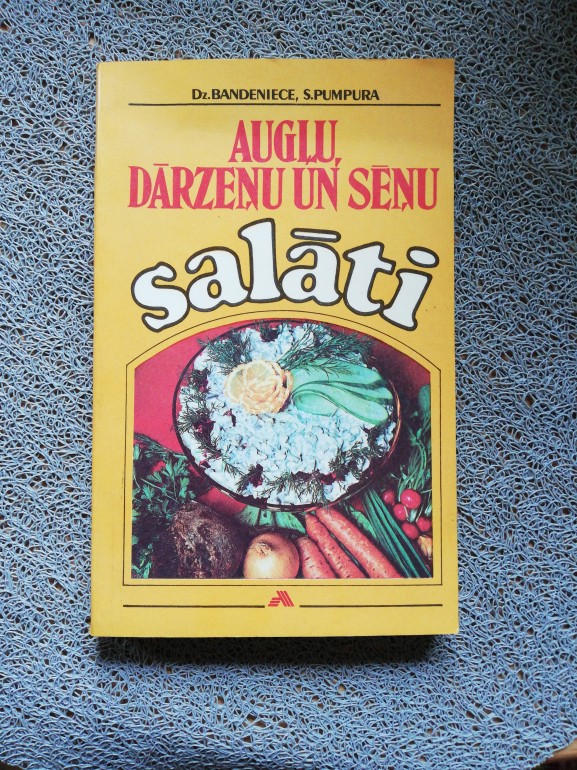 Dz.BANDENIECE, S.PUMPURA
AUGĻU,
DĀRZEŅU UN SĒŅU
salāti